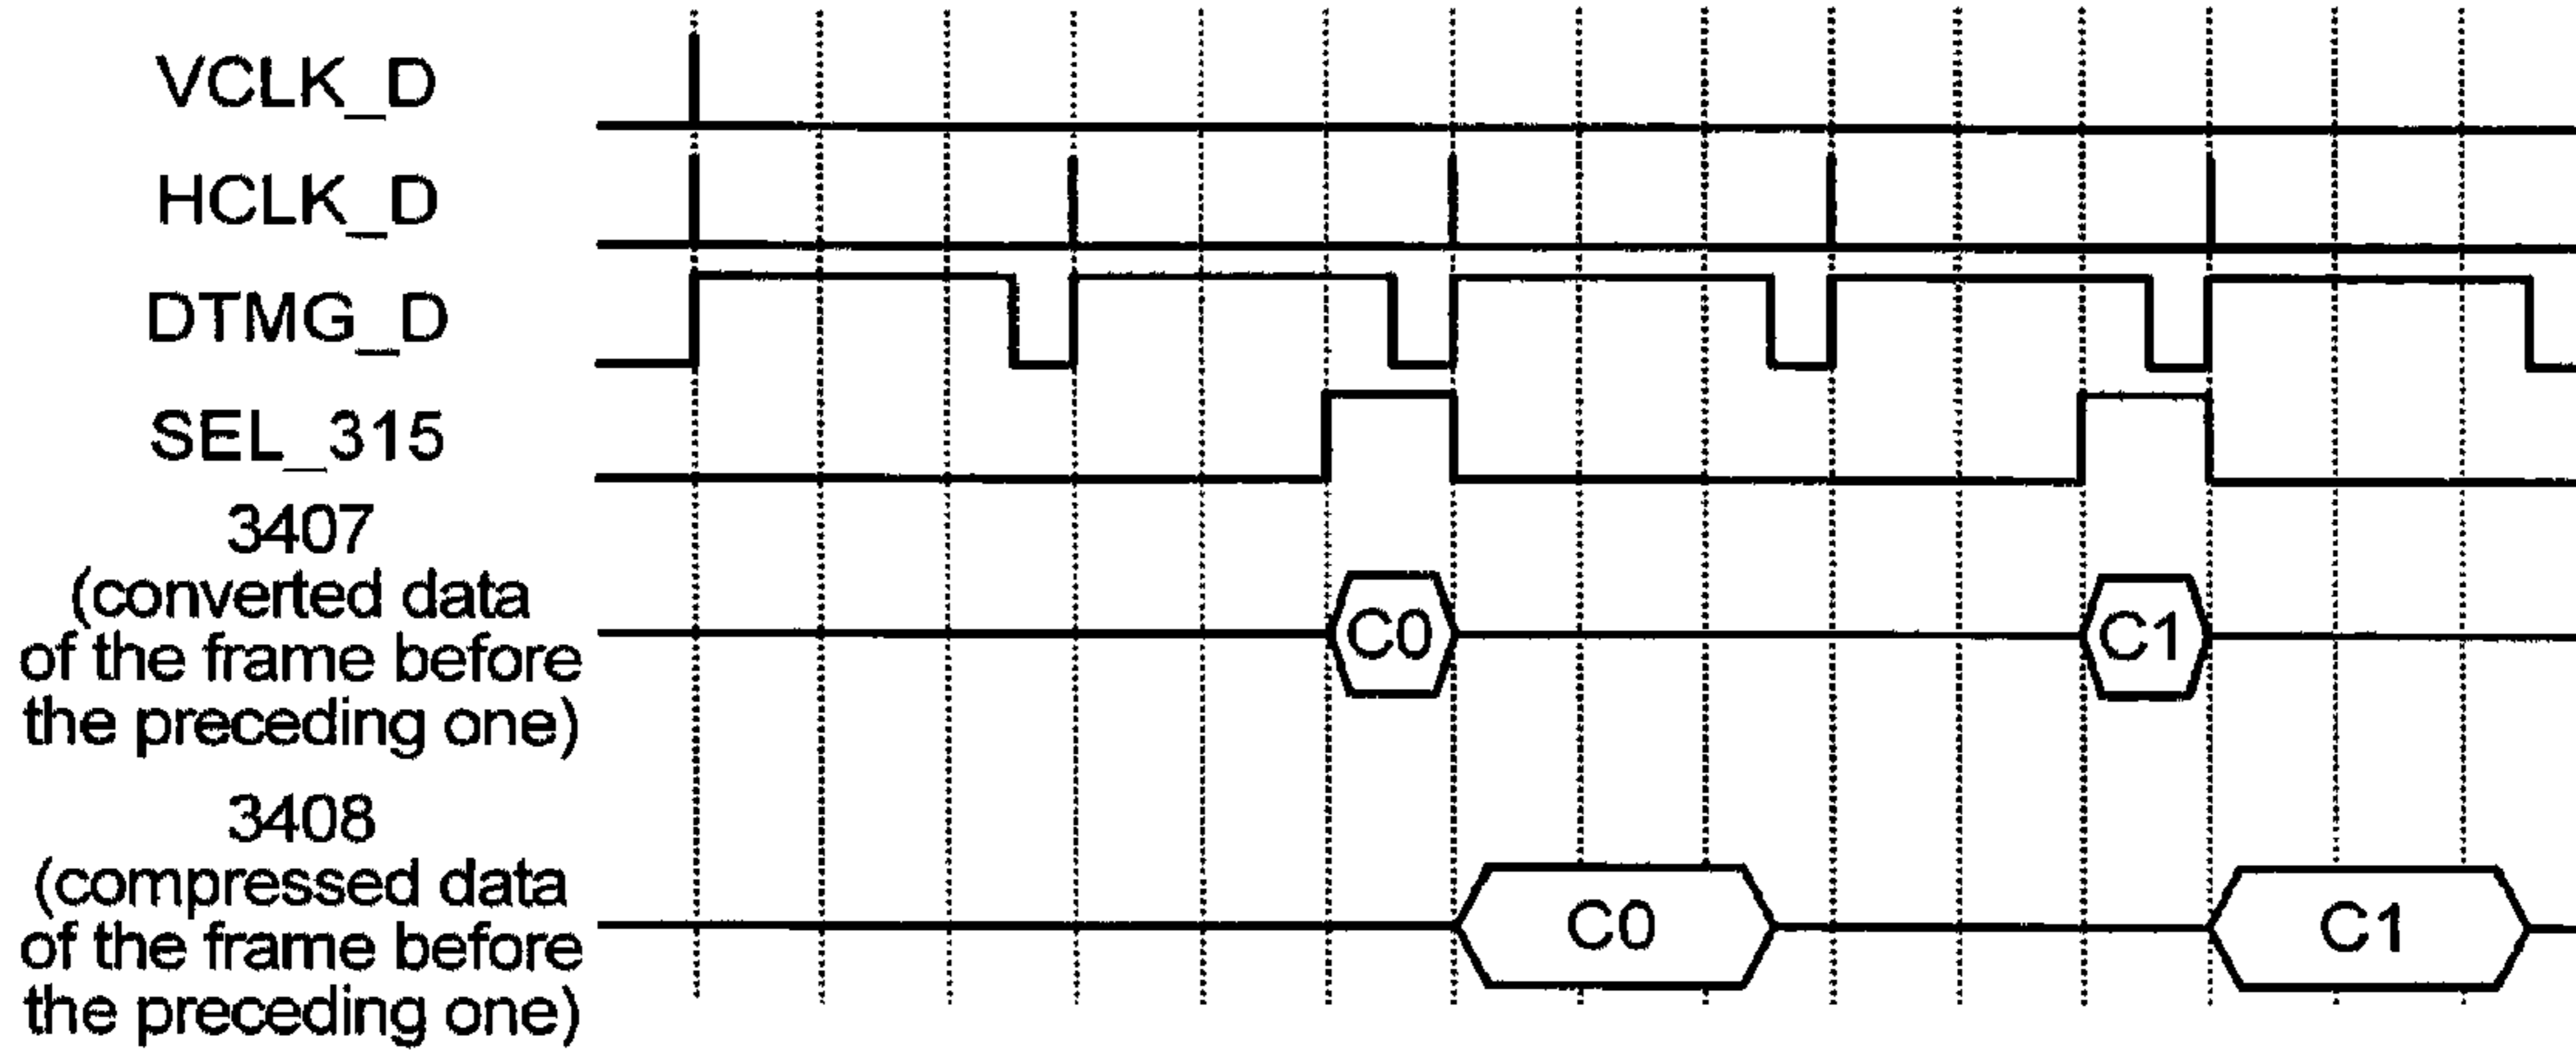 VCLK_D
HCLK_D
DTMG_D
SEL_315
3407
(converted data
of the frame before
the preceding one)
C0
C1
3408
(compressed data
of the frame before
the preceding one)
C0
C1